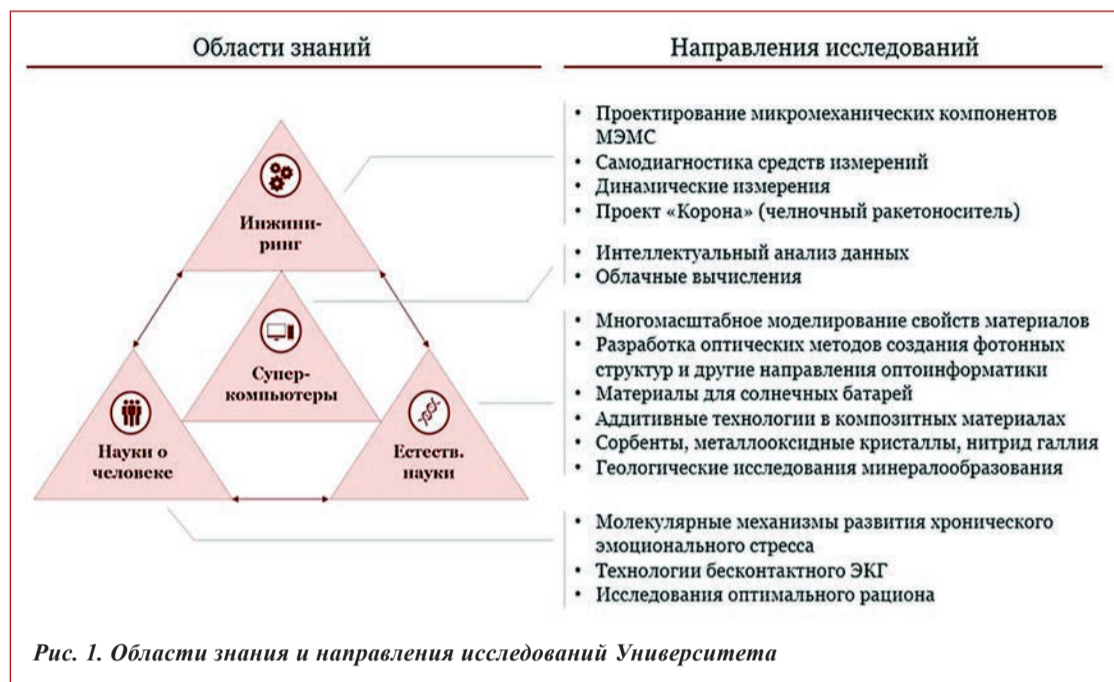 Области знаний
Направления исследований
Инжини-
ринг
Супер-
компьютеры
Науки о
человеке
Естеств.
науки
• Проектирование микромеханических компонентов
МЭМС
• Самодиагностика средств измерений
• Динамические измерения
• Проект «Корона» (челночный ракетоноситель)
• Интеллектуальный анализ данных
• Облачные вычисления
• Многомасштабное моделирование свойств материалов
• Разработка оптических методов создания фотонных
структур и другие направления оптоинформатики
• Материалы для солнечных батарей
• Аддитивные технологии в композитных материалах
• Сорбенты, металлооксидные кристаллы, нитрид галлия
• Геологические исследования минералообразования
• Молекулярные механизмы развития хронического
эмоционального стресса
• Технологии бесконтактного ЭКГ
• Исследования оптимального рациона
Рис. 1. Области знания и направления исследований Университета